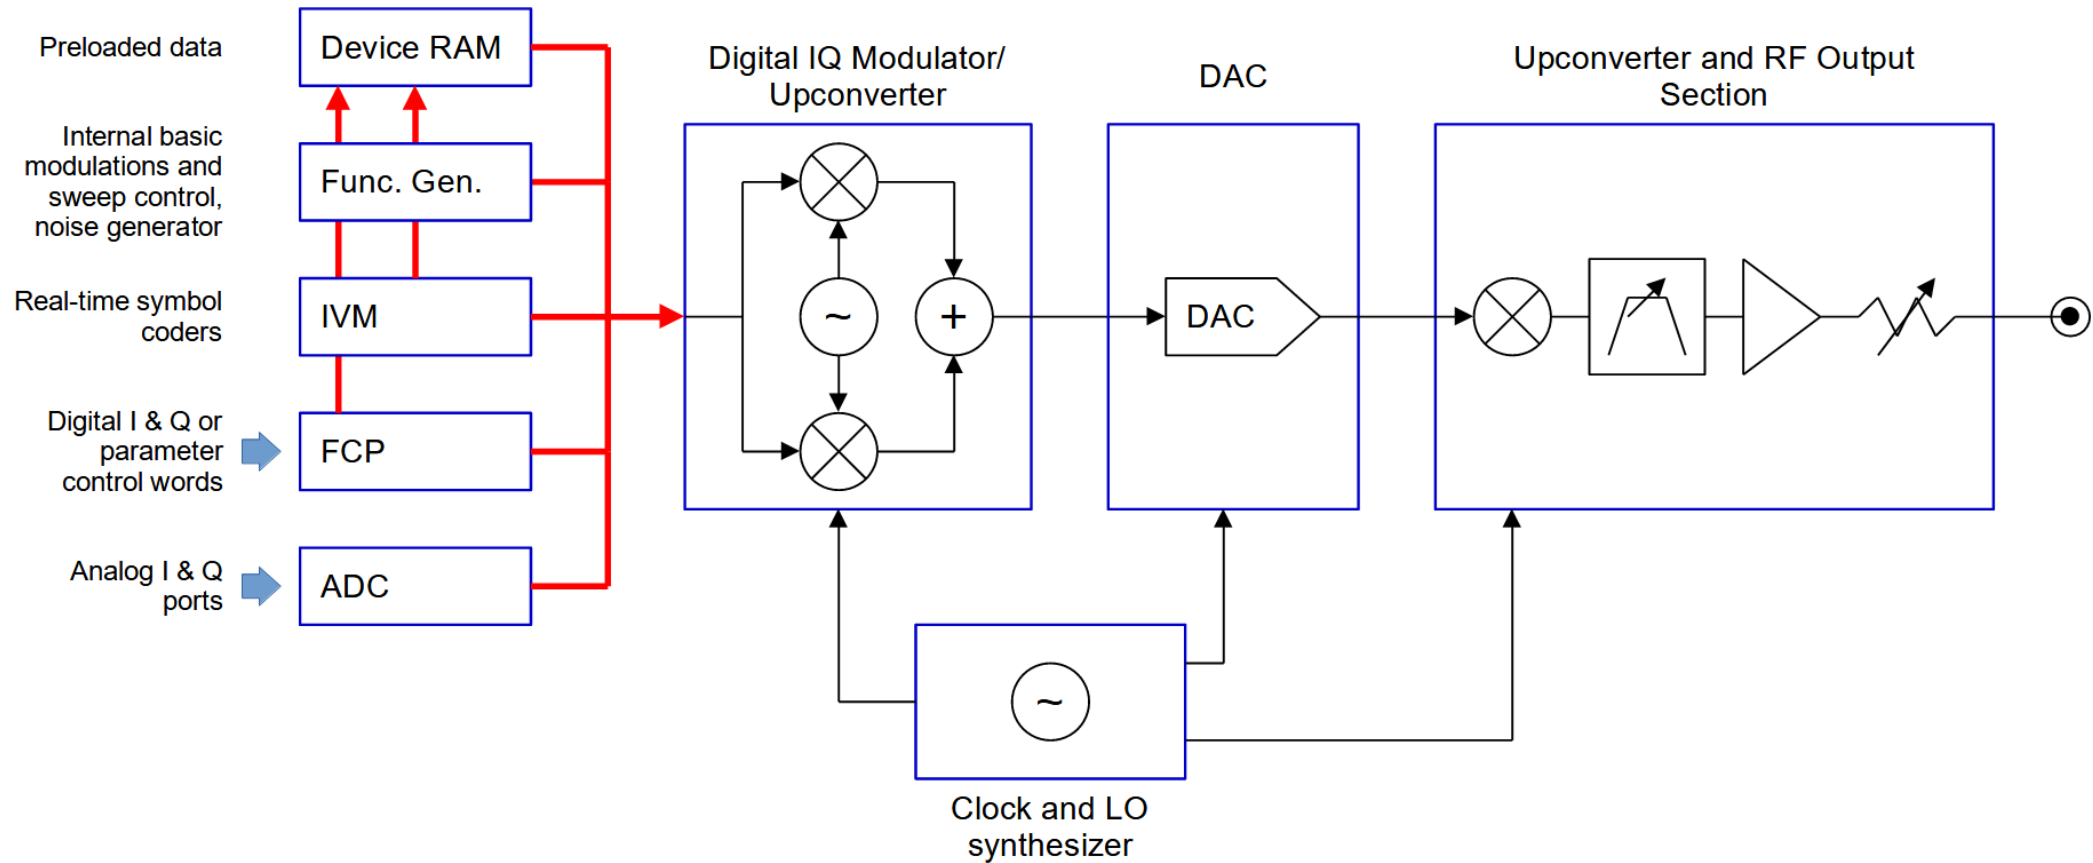 Preloaded data
Device RAM
Internal basic
modulations and
sweep control,
noise generator
Func. Gen.
Real-time symbol
coders
IVM
Digital I & Q or
parameter
control words
FCP
Analog I & Q
ports
ADC
Digital IQ Modulator/
Upconverter
~
+
DAC
DAC
Upconverter and RF Output
Section
~
Clock and LO
synthesizer